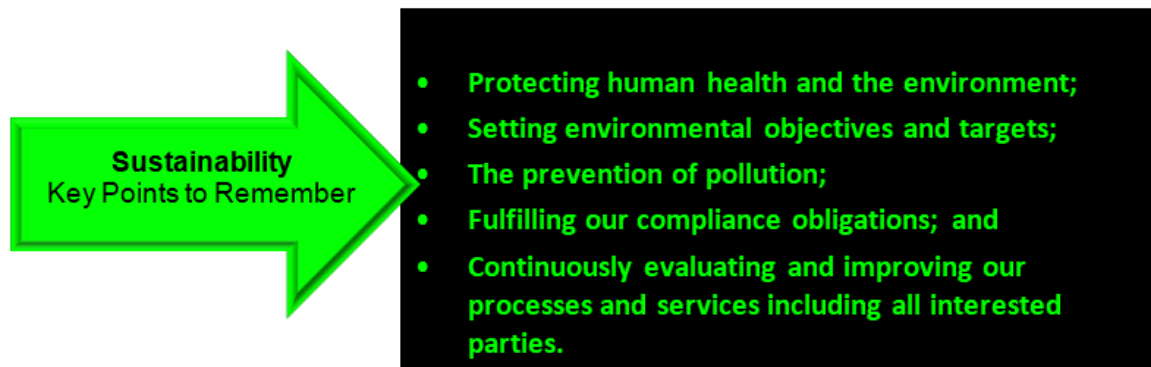 Sustainability
Key Points to Remember
• Protecting human health and the environment;
• Setting environmental objectives and targets;
• The prevention of pollution;
• Fulfilling our compliance obligations; and
• Continuously evaluating and improving our
processes and services including all interested
parties.